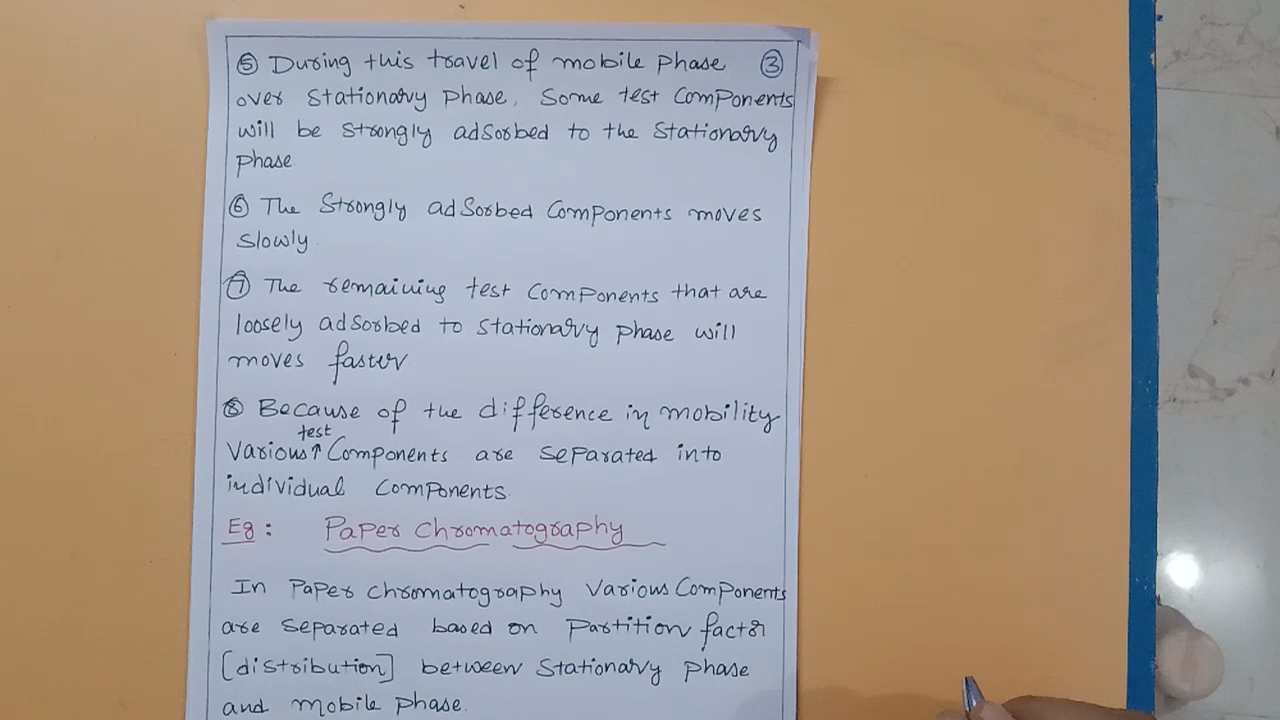 ⑤ During this travel of mobile phase ③
over stationary phase, some test components
will be strongly adsorbed to the stationary
phase
⑥ The strongly adsorbed components moves
slowly.
⑦ The remaining test components that are
loosely adsorbed to stationary phase will
moves faster
⑧ Because of the difference in mobility
various ↑ test components are separated into
individual components.
Eg: Paper chromatography
In paper chromatography various components
are separated based on partition factor
[distribution] between stationary phase
and mobile phase.